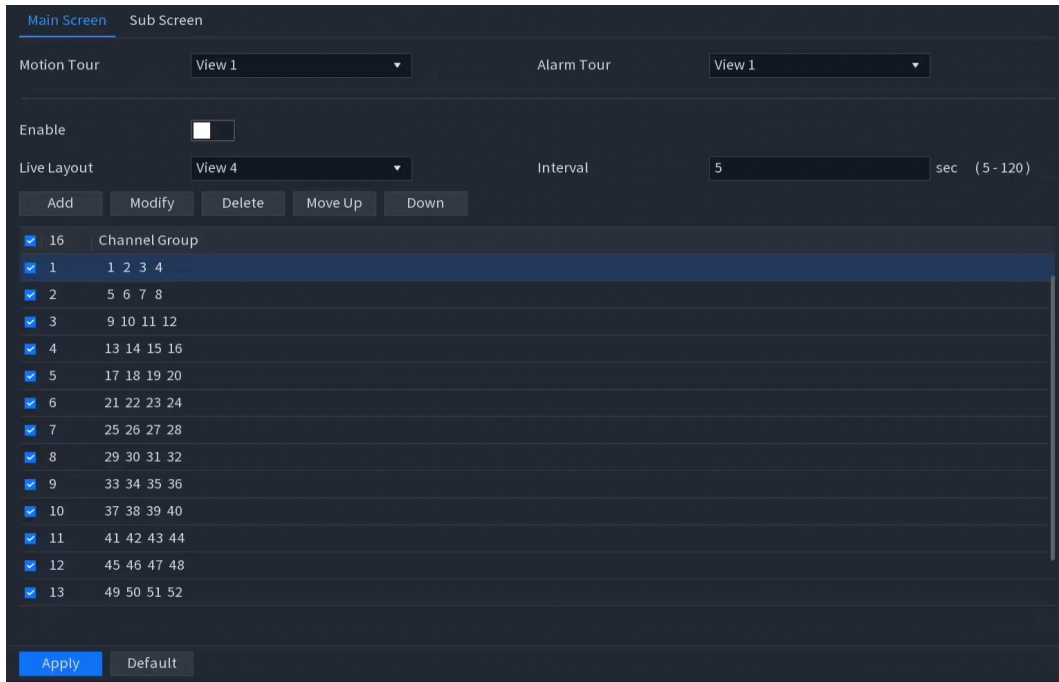 Main Screen Sub Screen
Motion Tour View 1 Alarm Tour View 1
Enable
Live Layout View 4 Interval 5 sec (5 - 120)
Add Modify Delete Move Up Down
16 Channel Group
1 1 2 3 4
2 5 6 7 8
3 9 10 11 12
4 13 14 15 16
5 17 18 19 20
6 21 22 23 24
7 25 26 27 28
8 29 30 31 32
9 33 34 35 36
10 37 38 39 40
11 41 42 43 44
12 45 46 47 48
13 49 50 51 52
Apply Default